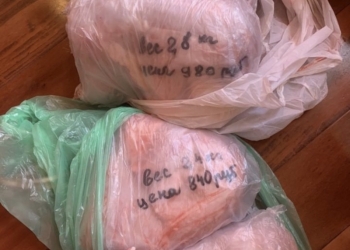 вес 2,8 кг
цена 980 руб
вес 2,4 кг
цена 840 руб